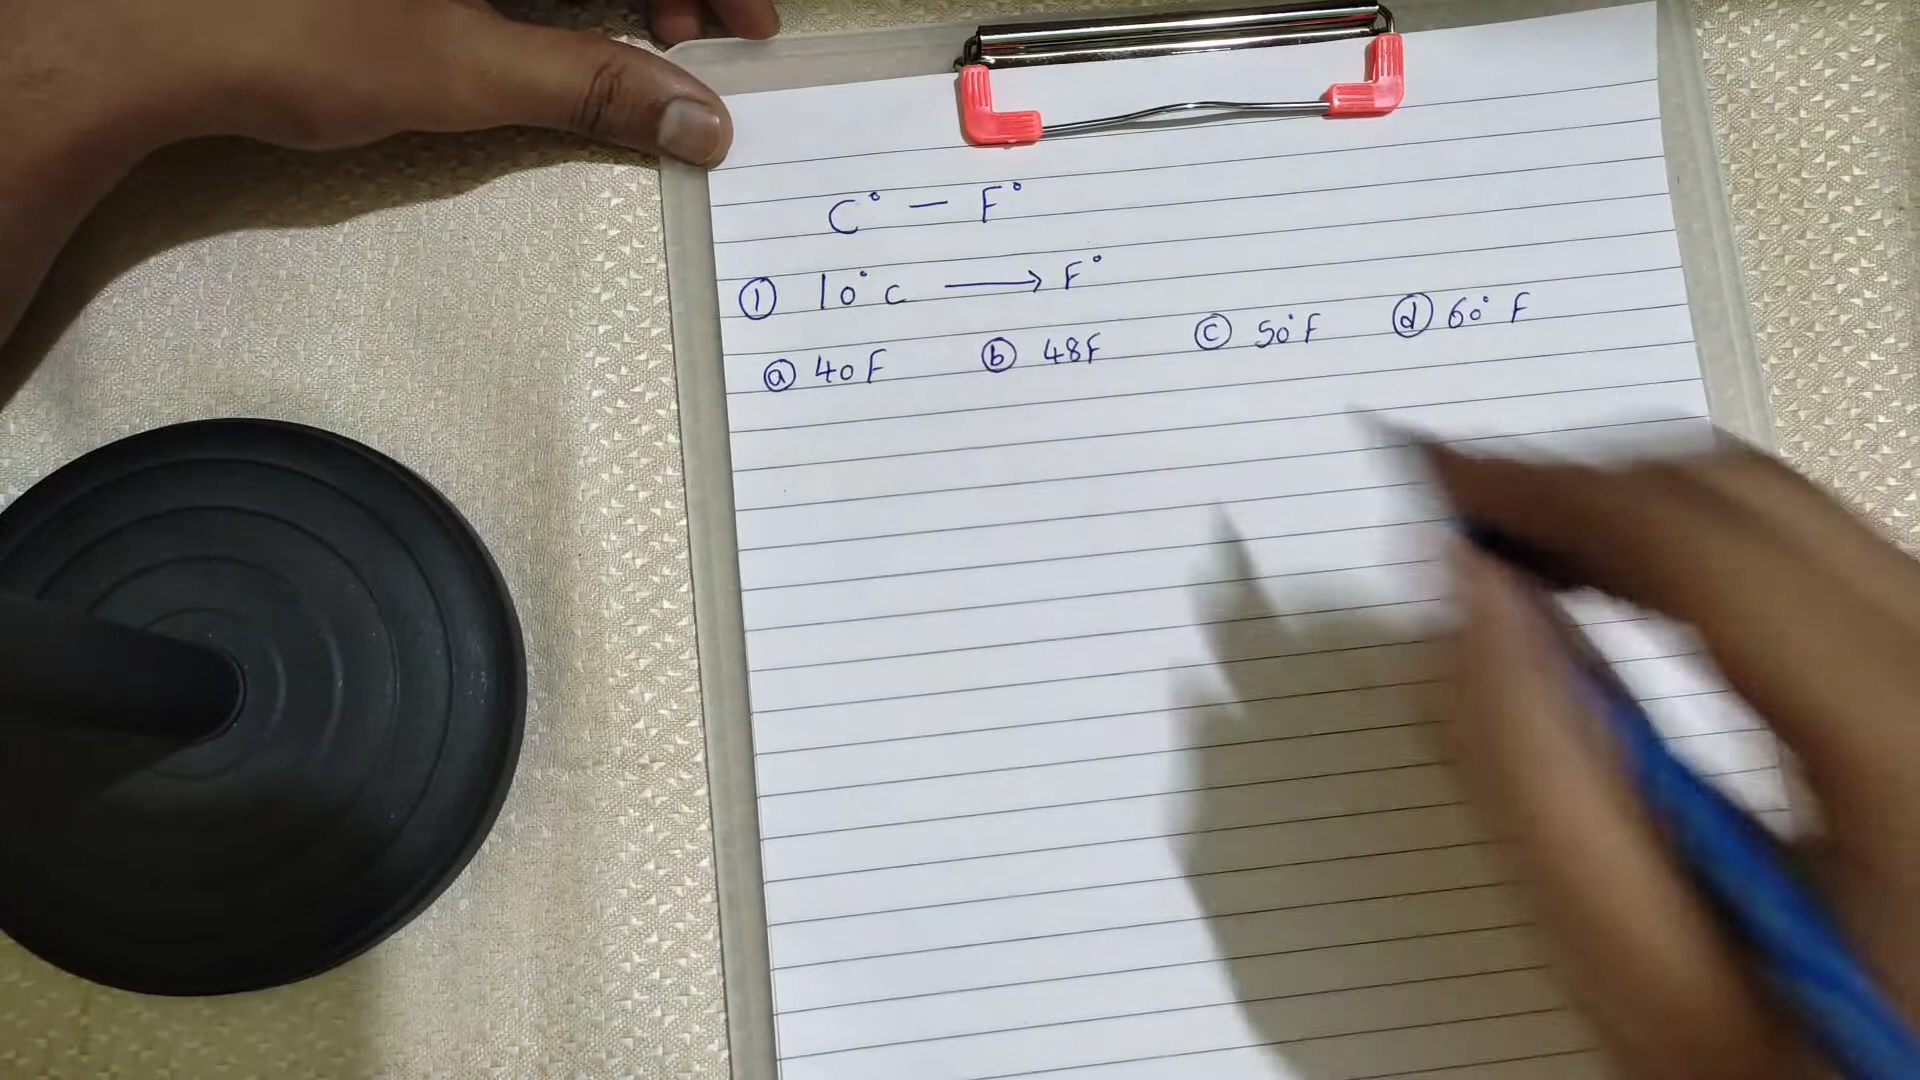 C° — F°
① 10°c ⟶ F°
ⓐ 40F ⓑ 48F ⓒ 50°F ⓓ 60°F